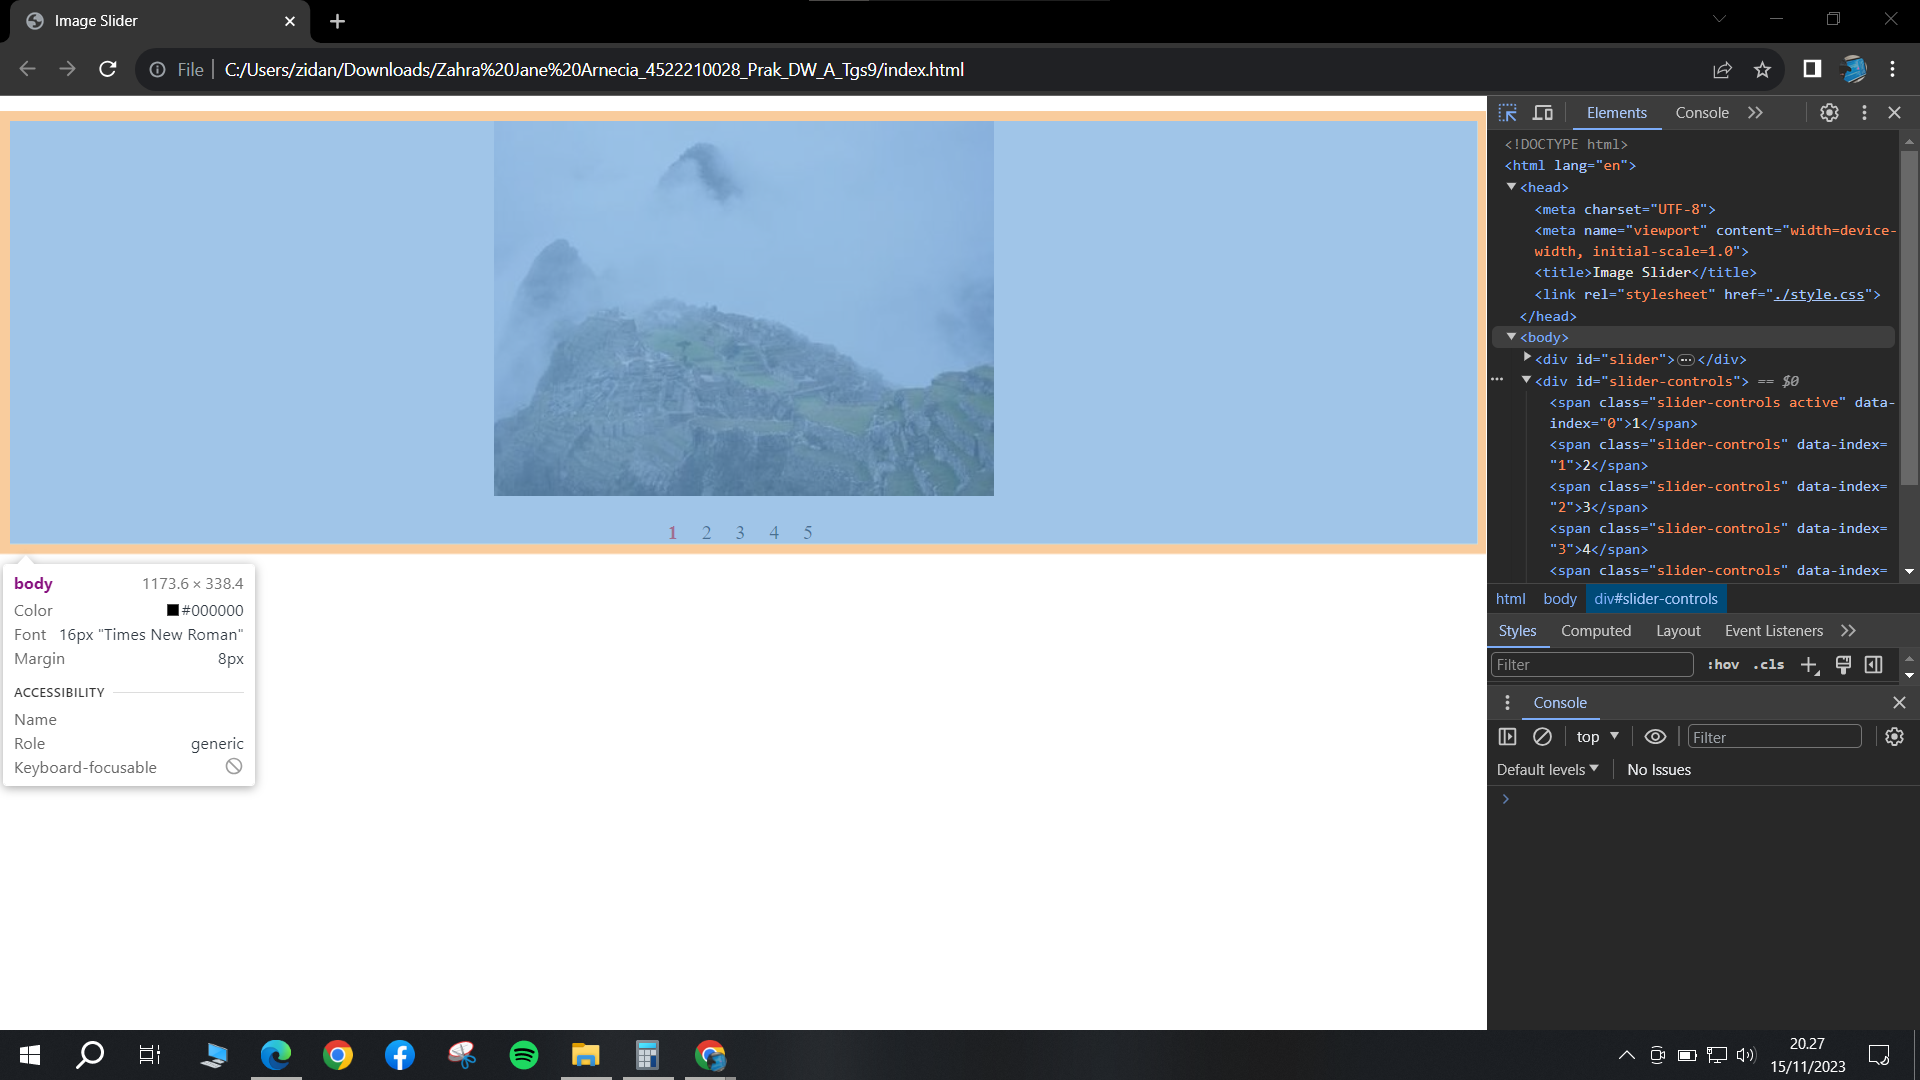 Image Slider
File
C:/Users/zidan/Downloads/Zahra%20Jane%20Arnecia_4522210028_Prak_DW_A_Tgs9/index.html
1 2 3 4 5
body 1173.6 × 338.4
Color #000000
Font 16px "Times New Roman"
Margin 8px
ACCESSIBILITY
Name
Role generic
Keyboard-focusable
Elements Console
<!DOCTYPE html>
<html lang="en">
<head>
<meta charset="UTF-8">
<meta name="viewport" content="width=device-
width, initial-scale=1.0">
<title>Image Slider</title>
<link rel="stylesheet" href="./style.css">
</head>
<body>
<div id="slider">…</div>
… <div id="slider-controls"> == $0
<span class="slider-controls active" data-
index="0">1</span>
<span class="slider-controls" data-index=
"1">2</span>
<span class="slider-controls" data-index=
"2">3</span>
<span class="slider-controls" data-index=
"3">4</span>
<span class="slider-controls" data-index=
html body div#slider-controls
Styles Computed Layout Event Listeners
Filter :hov .cls
Console
top Filter
Default levels No Issues
20.27
15/11/2023